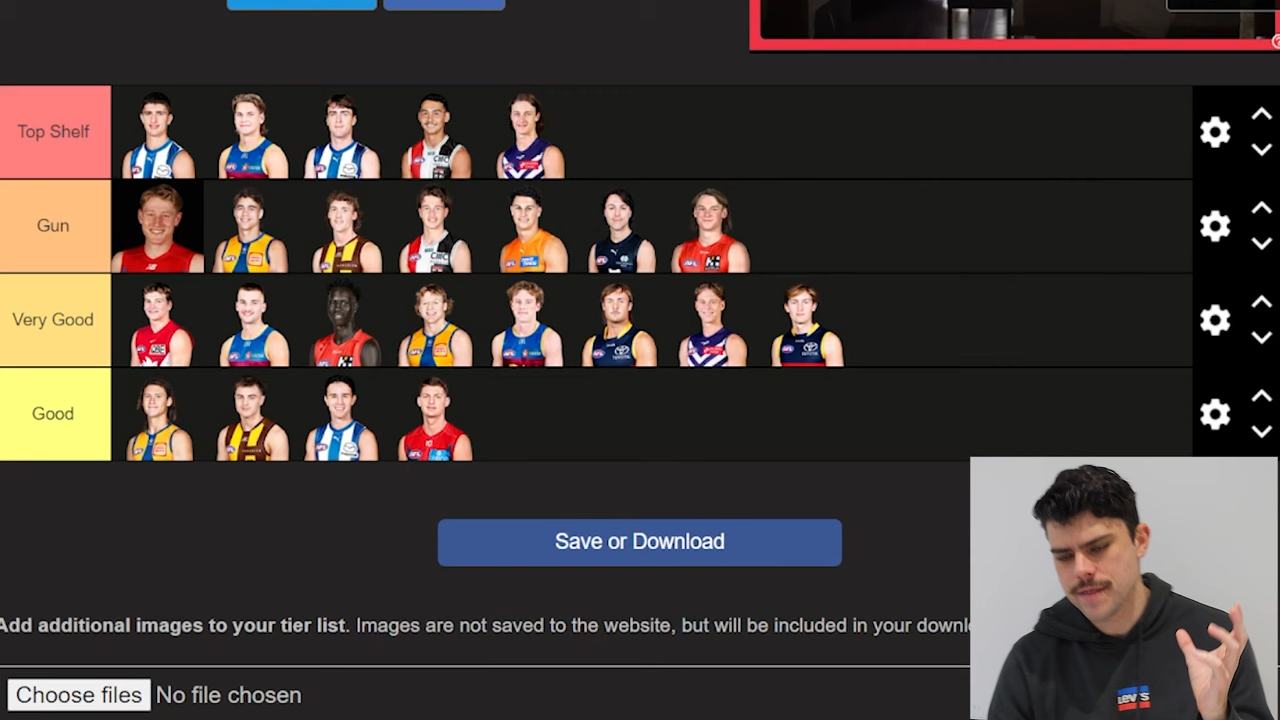 Top Shelf
Gun
Very Good
Good
Save or Download
Add additional images to your tier list. Images are not saved to the website, but will be included in your downl
Choose files No file chosen
Levi's